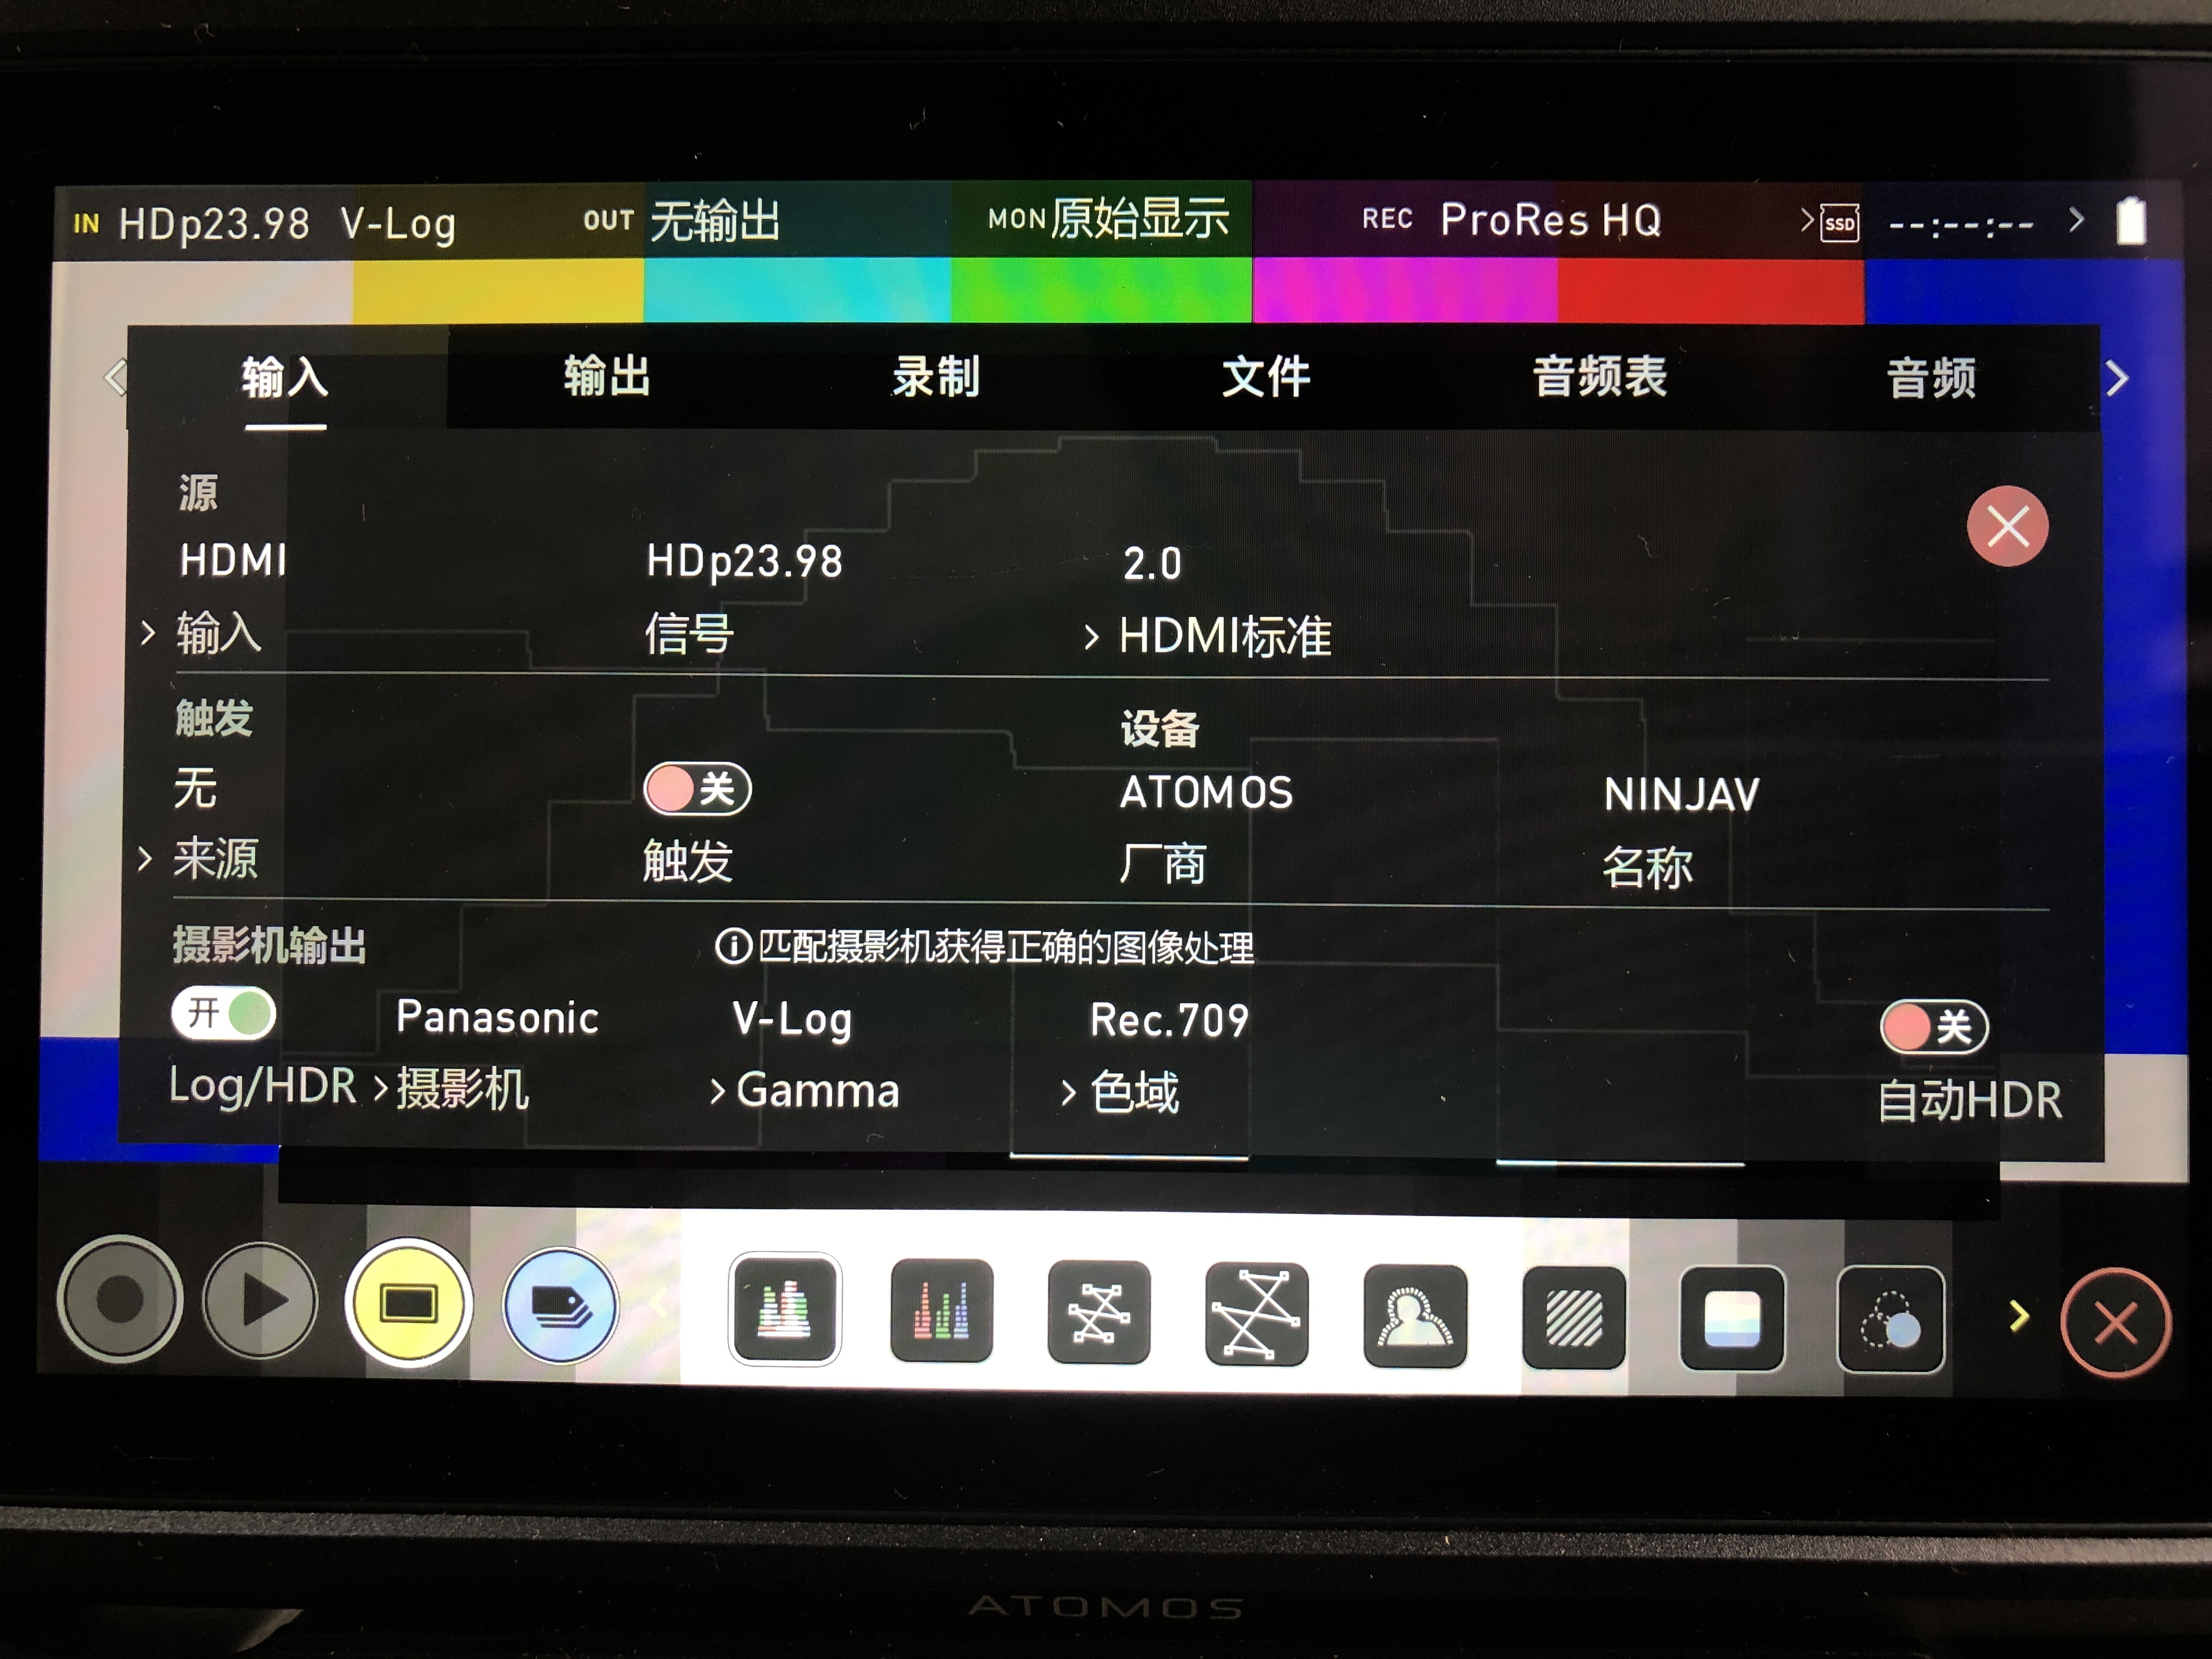 IN HDp23.98 V-Log OUT 无输出 MON 原始显示 REC ProRes HQ SSD --:--:--
输入 输出 录制 文件 音频表 音频
源
HDMI HDp23.98 2.0
输入 信号 HDMI标准
触发 设备
无 关 ATOMOS NINJAV
来源 触发 厂商 名称
摄影机输出 匹配摄影机获得正确的图像处理
开 Panasonic V-Log Rec.709 关
Log/HDR 摄影机 Gamma 色域 自动HDR
ATOMOS